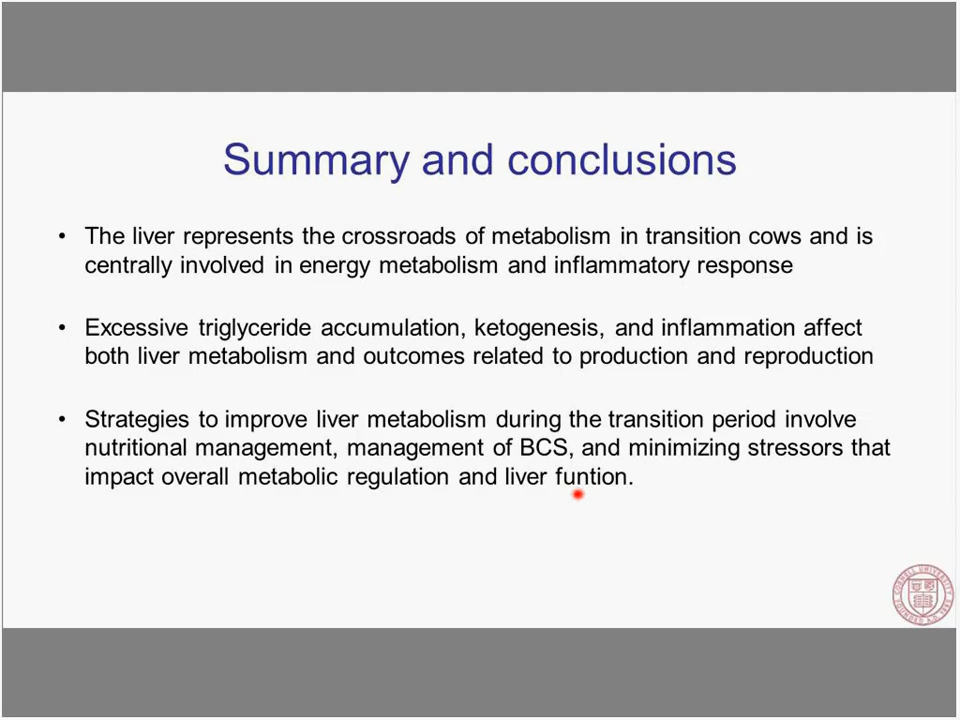 Summary and conclusions
• The liver represents the crossroads of metabolism in transition cows and is
centrally involved in energy metabolism and inflammatory response
• Excessive triglyceride accumulation, ketogenesis, and inflammation affect
both liver metabolism and outcomes related to production and reproduction
• Strategies to improve liver metabolism during the transition period involve
nutritional management, management of BCS, and minimizing stressors that
impact overall metabolic regulation and liver funtion.
CORNELL UNIVERSITY
FOUNDED A.D.